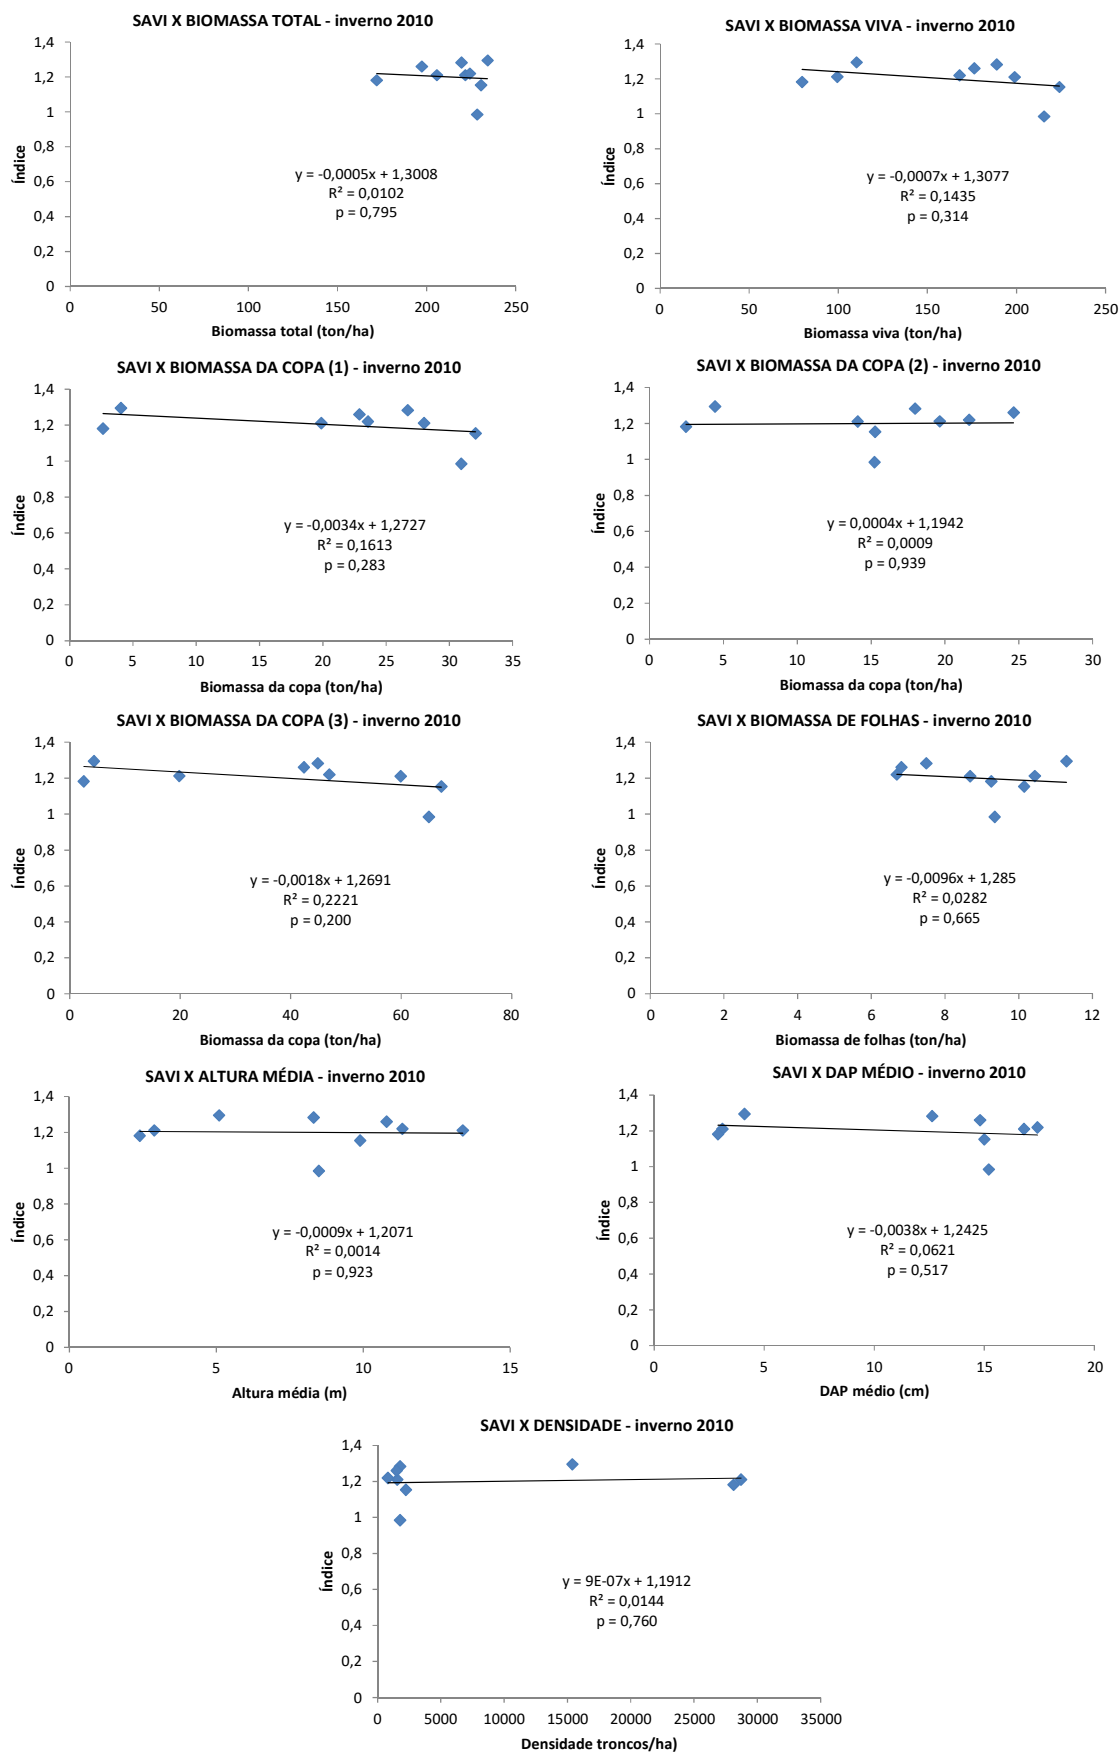 SAVI X BIOMASSA TOTAL - inverno 2010
1,4
1,2
1
0,8
0,6
0,4
0,2
0
Índice
y = -0,0005x + 1,3008
R² = 0,0102
p = 0,795
0 50 100 150 200 250
Biomassa total (ton/ha)
SAVI X BIOMASSA VIVA - inverno 2010
1,4
1,2
1
0,8
0,6
0,4
0,2
0
Índice
y = -0,0007x + 1,3077
R² = 0,1435
p = 0,314
0 50 100 150 200 250
Biomassa viva (ton/ha)
SAVI X BIOMASSA DA COPA (1) - inverno 2010
1,4
1,2
1
0,8
0,6
0,4
0,2
0
Índice
y = -0,0034x + 1,2727
R² = 0,1613
p = 0,283
0 5 10 15 20 25 30 35
Biomassa da copa (ton/ha)
SAVI X BIOMASSA DA COPA (2) - inverno 2010
1,4
1,2
1
0,8
0,6
0,4
0,2
0
Índice
y = 0,0004x + 1,1942
R² = 0,0009
p = 0,939
0 5 10 15 20 25 30
Biomassa da copa (ton/ha)
SAVI X BIOMASSA DA COPA (3) - inverno 2010
1,4
1,2
1
0,8
0,6
0,4
0,2
0
Índice
y = -0,0018x + 1,2691
R² = 0,2221
p = 0,200
0 20 40 60 80
Biomassa da copa (ton/ha)
SAVI X BIOMASSA DE FOLHAS - inverno 2010
1,4
1,2
1
0,8
0,6
0,4
0,2
0
Índice
y = -0,0096x + 1,285
R² = 0,0282
p = 0,665
0 2 4 6 8 10 12
Biomassa de folhas (ton/ha)
SAVI X ALTURA MÉDIA - inverno 2010
1,4
1,2
1
0,8
0,6
0,4
0,2
0
Índice
y = -0,0009x + 1,2071
R² = 0,0014
p = 0,923
0 5 10 15
Altura média (m)
SAVI X DAP MÉDIO - inverno 2010
1,4
1,2
1
0,8
0,6
0,4
0,2
0
Índice
y = -0,0038x + 1,2425
R² = 0,0621
p = 0,517
0 5 10 15 20
DAP médio (cm)
SAVI X DENSIDADE - inverno 2010
1,4
1,2
1
0,8
0,6
0,4
0,2
0
Índice
y = 9E-07x + 1,1912
R² = 0,0144
p = 0,760
0 5000 10000 15000 20000 25000 30000 35000
Densidade troncos/ha)